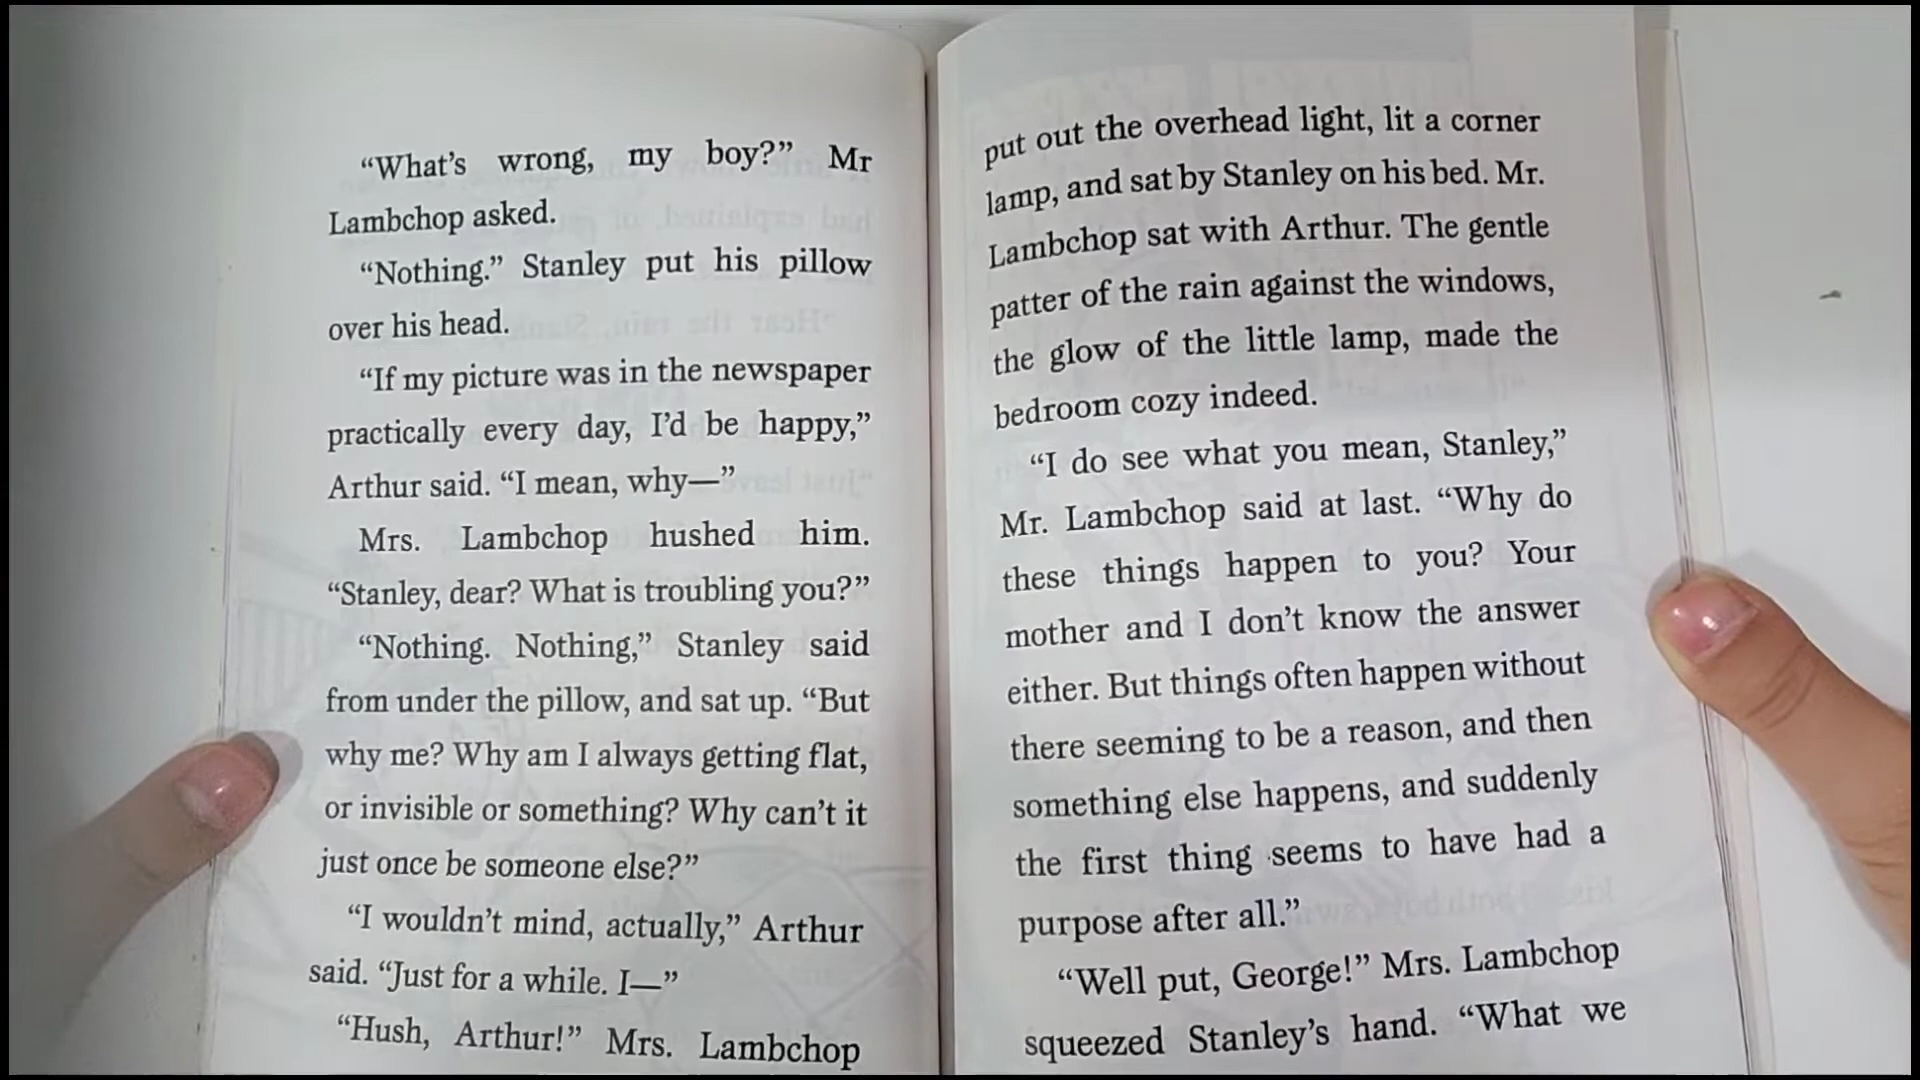 “What’s wrong, my boy?” Mr
Lambchop asked.
“Nothing.” Stanley put his pillow
over his head.
“If my picture was in the newspaper
practically every day, I’d be happy,”
Arthur said. “I mean, why—”
Mrs. Lambchop hushed him.
“Stanley, dear? What is troubling you?”
“Nothing. Nothing,” Stanley said
from under the pillow, and sat up. “But
why me? Why am I always getting flat,
or invisible or something? Why can’t it
just once be someone else?”
“I wouldn’t mind, actually,” Arthur
said. “Just for a while. I—”
“Hush, Arthur!” Mrs. Lambchop
put out the overhead light, lit a corner
lamp, and sat by Stanley on his bed. Mr.
Lambchop sat with Arthur. The gentle
patter of the rain against the windows,
the glow of the little lamp, made the
bedroom cozy indeed.
“I do see what you mean, Stanley,”
Mr. Lambchop said at last. “Why do
these things happen to you? Your
mother and I don’t know the answer
either. But things often happen without
there seeming to be a reason, and then
something else happens, and suddenly
the first thing seems to have had a
purpose after all.”
“Well put, George!” Mrs. Lambchop
squeezed Stanley’s hand. “What we